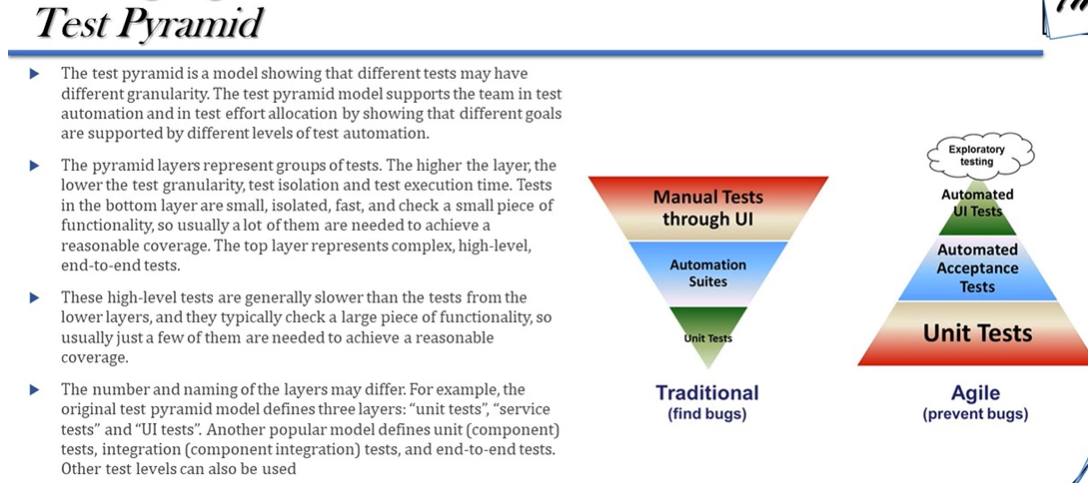 Test Pyramid
The test pyramid is a model showing that different tests may have
different granularity. The test pyramid model supports the team in test
automation and in test effort allocation by showing that different goals
are supported by different levels of test automation.
The pyramid layers represent groups of tests. The higher the layer, the
lower the test granularity, test isolation and test execution time. Tests
in the bottom layer are small, isolated, fast, and check a small piece of
functionality, so usually a lot of them are needed to achieve a
reasonable coverage. The top layer represents complex, high-level,
end-to-end tests.
These high-level tests are generally slower than the tests from the
lower layers, and they typically check a large piece of functionality, so
usually just a few of them are needed to achieve a reasonable
coverage.
The number and naming of the layers may differ. For example, the
original test pyramid model defines three layers: “unit tests”, “service
tests” and “UI tests”. Another popular model defines unit (component)
tests, integration (component integration) tests, and end-to-end tests.
Other test levels can also be used
Manual Tests
through UI
Automation
Suites
Unit Tests
Traditional
(find bugs)
Exploratory
testing
Automated
UI Tests
Automated
Acceptance
Tests
Unit Tests
Agile
(prevent bugs)